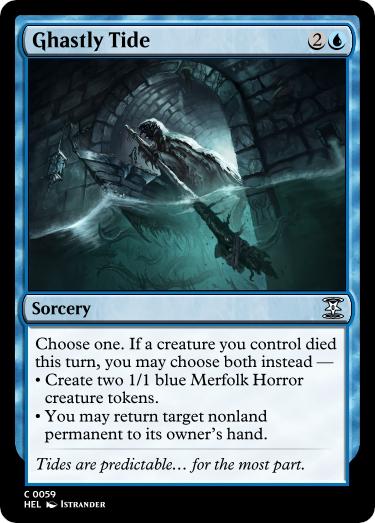 Ghastly Tide 2
Sorcery
Choose one. If a creature you control died
this turn, you may choose both instead —
• Create two 1/1 blue Merfolk Horror
creature tokens.
• You may return target nonland
permanent to its owner's hand.
Tides are predictable… for the most part.
C 0059
HEL Istrander